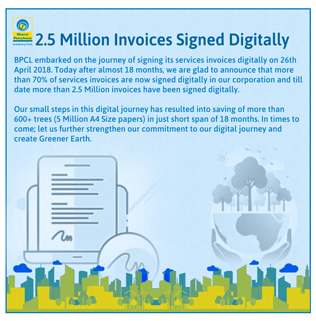 Bharat Petroleum
2.5 Million Invoices Signed Digitally
BPCL embarked on the journey of signing its services invoices digitally on 26th
April 2018. Today after almost 18 months, we are glad to announce that more
than 70% of services invoices are now signed digitally in our corporation and till
date more than 2.5 Million invoices have been signed digitally.
Our small steps in this digital journey has resulted into saving of more than
600+ trees (5 Million A4 Size papers) in just short span of 18 months. In times to
come; let us further strengthen our commitment to our digital journey and
create Greener Earth.